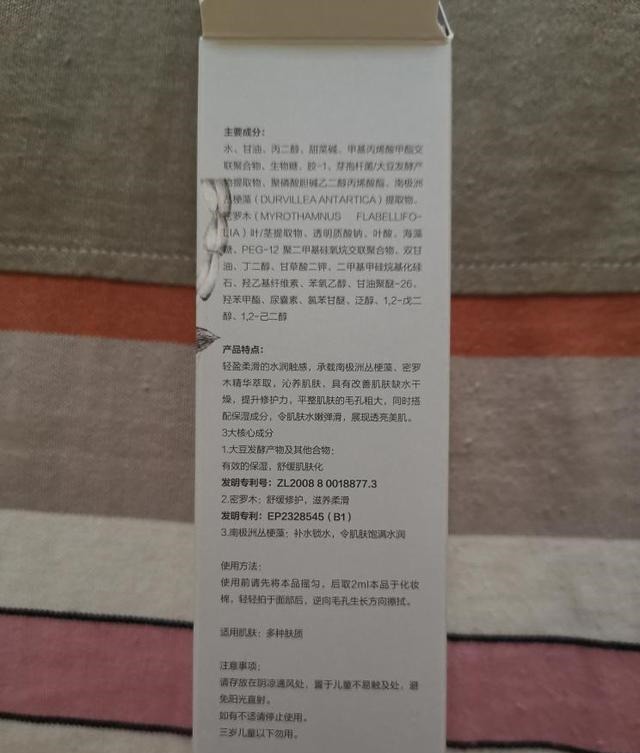 主要成分：
水、甘油、丙二醇、甜菜碱、甲基丙烯酸甲酯交
联聚合物、生物糖、胶-1、芽孢杆菌/大豆发酵产
物提取物、聚磷酸胆碱乙二醇丙烯酸酯、南极洲
丛梗藻（DURVILLEA ANTARTICA）提取物、
密罗木（MYROTHAMNUS FLABELLIFO-
LIA）叶/茎提取物、透明质酸钠、叶酸、海藻
糖、PEG-12 聚二甲基硅氧烷交联聚合物、双甘
油、丁二醇、甘草酸二钾、二甲基甲硅烷基化硅
石、羟乙基纤维素、苯氧乙醇、甘油聚醚-26、
羟苯甲酯、尿囊素、氯苯甘醚、泛醇、1,2-戊二
醇、1,2-己二醇
产品特点：
轻盈柔滑的水润触感，承载南极洲丛梗藻、密罗
木精华萃取，沁养肌肤，具有改善肌肤缺水干
燥，提升修护力，平整肌肤的毛孔粗大，同时搭
配保湿成分，令肌肤水嫩弹滑，展现透亮美肌。
3大核心成分
1.大豆发酵产物及其他合物：
有效的保湿，舒缓肌肤化
发明专利号：ZL2008 8 0018877.3
2.密罗木：舒缓修护，滋养柔滑
发明专利：EP2328545（B1）
3.南极洲丛梗藻：补水锁水，令肌肤饱满水润
使用方法：
使用前请先将本品摇匀，后取2ml本品于化妆
棉，轻轻拍于面部后，逆向毛孔生长方向擦拭。
适用肌肤：多种肤质
注意事项：
请存放在阴凉通风处，置于儿童不易触及处，避
免阳光直射。
如有不适请停止使用。
三岁儿童以下勿用。